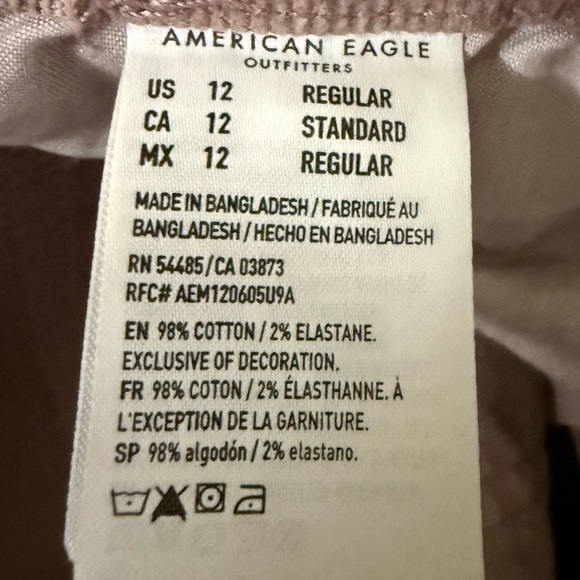 AMERICAN EAGLE
OUTFITTERS
US 12 REGULAR
CA 12 STANDARD
MX 12 REGULAR
MADE IN BANGLADESH / FABRIQUÉ AU
BANGLADESH / HECHO EN BANGLADESH
RN 54485 / CA 03873
RFC# AEM120605U9A
EN 98% COTTON / 2% ELASTANE.
EXCLUSIVE OF DECORATION.
FR 98% COTON / 2% ÉLASTHANNE. À
L'EXCEPTION DE LA GARNITURE.
SP 98% algodón / 2% elastano.